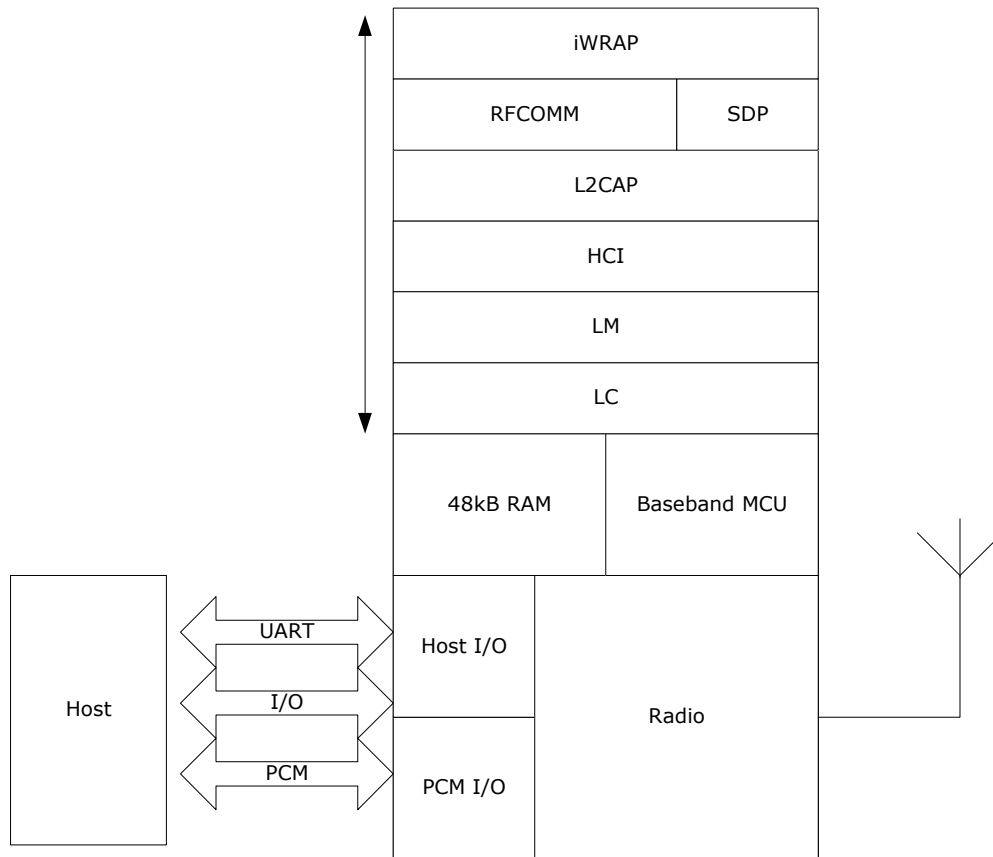 iWRAP
RFCOMM
SDP
L2CAP
HCI
LM
LC
48kB RAM
Baseband MCU
UART
Host I/O
Host
I/O
Radio
PCM
PCM I/O